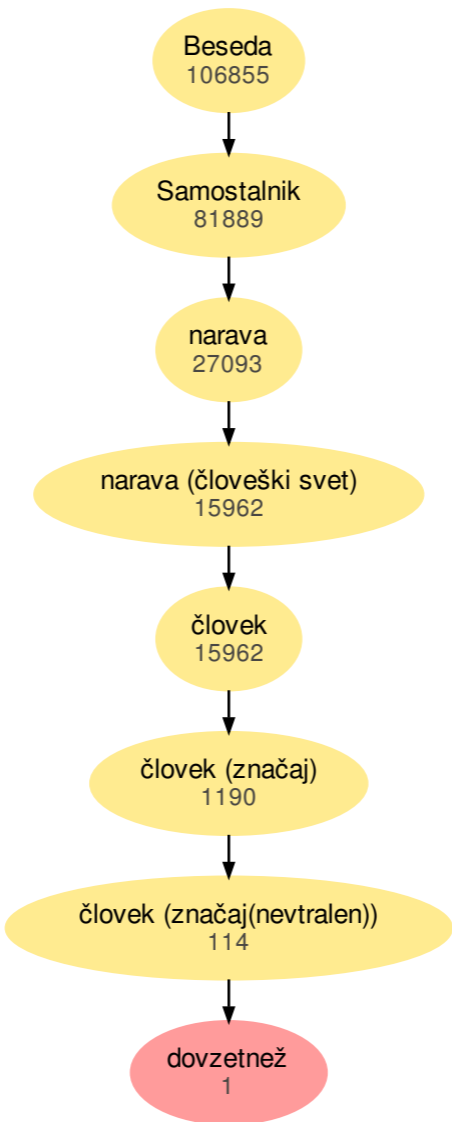 Beseda
106855
Samostalnik
81889
narava
27093
narava (človeški svet)
15962
človek
15962
človek (značaj)
1190
človek (značaj(nevtralen))
114
dovzetnež
1